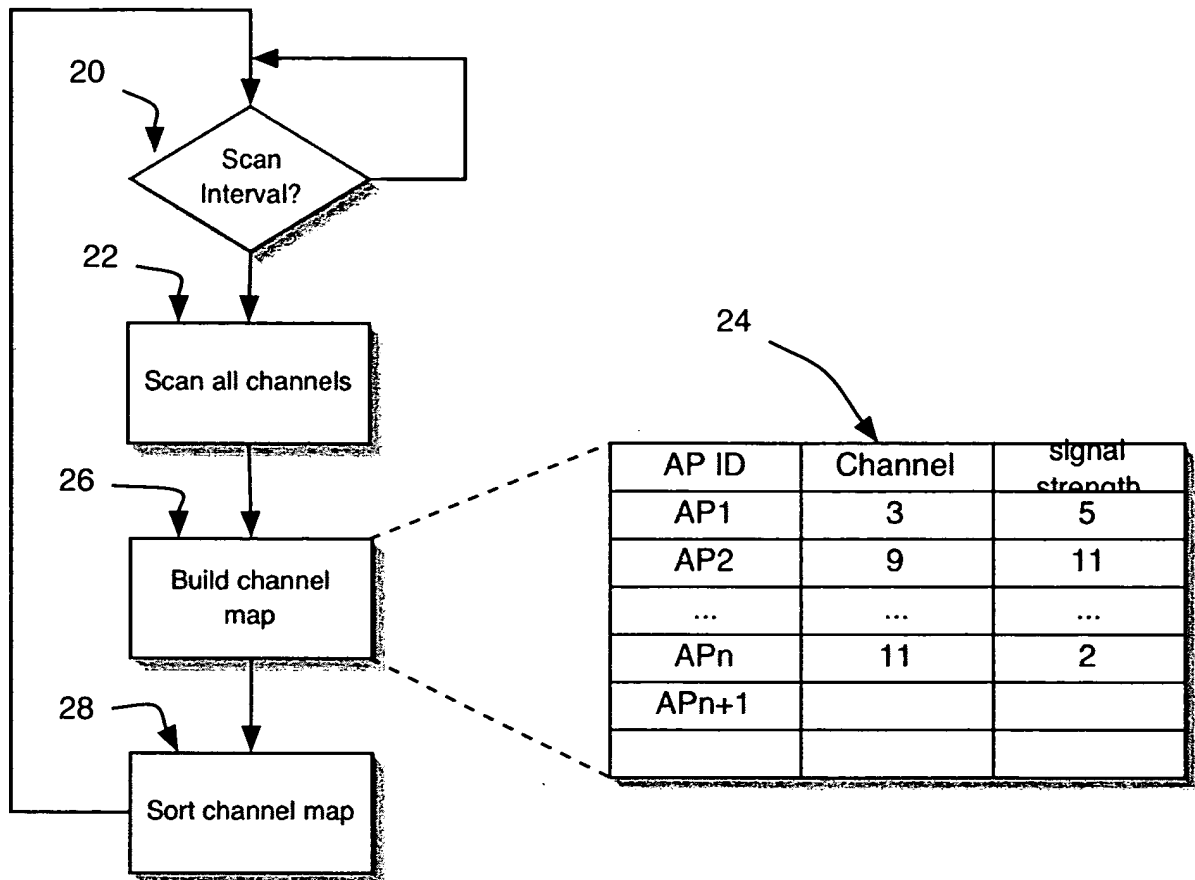 20
Scan
Interval?
22
Scan all channels
24
26
Build channel
map
AP ID Channel signal
strength
AP1 3 5
AP2 9 11
... ... ...
APn 11 2
APn+1
28
Sort channel map